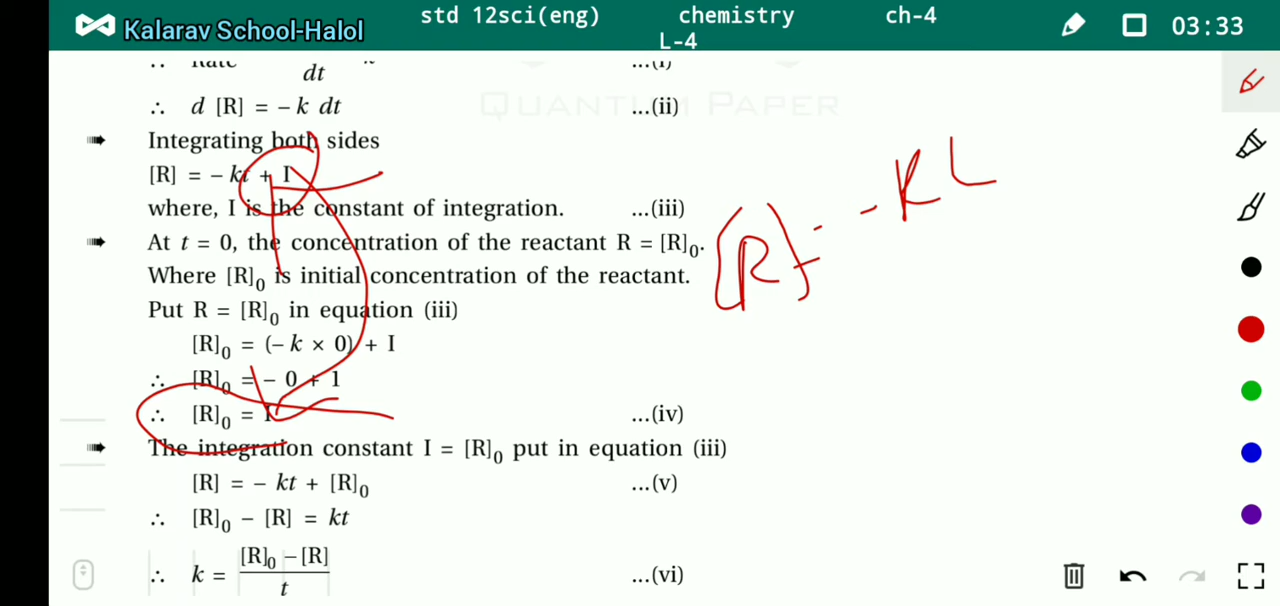 std 12sci(eng) chemistry ch-4
L-4
Kalarav School-Halol
03:33
dt ...(i)
∴ d [R] = – k dt ...(ii)
QUANTUM PAPER
Integrating both sides
[R] = – kt + I
where, I is the constant of integration. ...(iii)
At t = 0, the concentration of the reactant R = [R]₀.
Where [R]₀ is initial concentration of the reactant.
Put R = [R]₀ in equation (iii)
[R]₀ = (– k × 0) + I
∴ [R]₀ = – 0 + 1
∴ [R]₀ = I ...(iv)
The integration constant I = [R]₀ put in equation (iii)
[R] = – kt + [R]₀ ...(v)
∴ [R]₀ – [R] = kt
∴ k = [R]₀ – [R] / t ...(vi)
[R] = - K